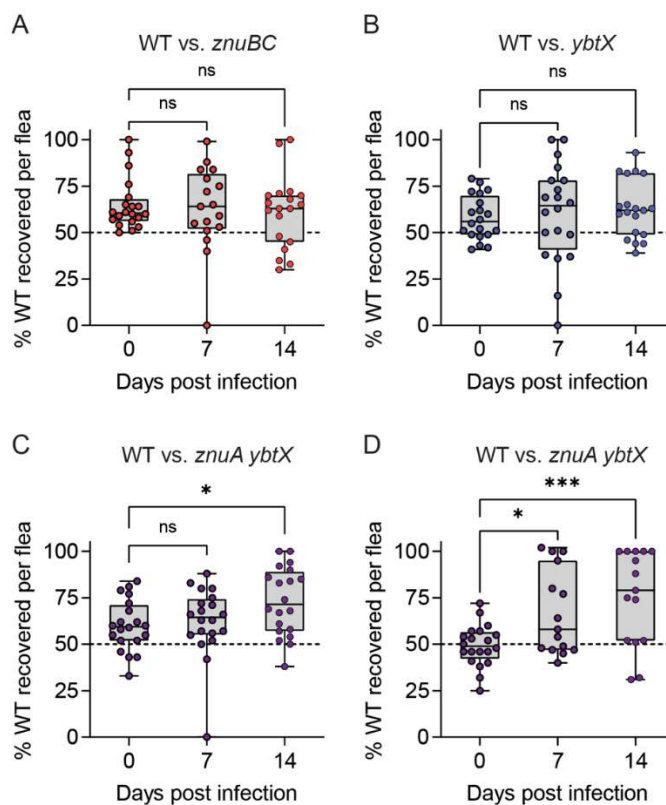 A
WT vs. znuBC
ns
ns
% WT recovered per flea
100
75
50
25
0
0
7
14
Days post infection
B
WT vs. ybtX
ns
ns
% WT recovered per flea
100
75
50
25
0
0
7
14
Days post infection
C
WT vs. znuA ybtX
*
ns
% WT recovered per flea
100
75
50
25
0
0
7
14
Days post infection
D
WT vs. znuA ybtX
***
*
% WT recovered per flea
100
75
50
25
0
0
7
14
Days post infection